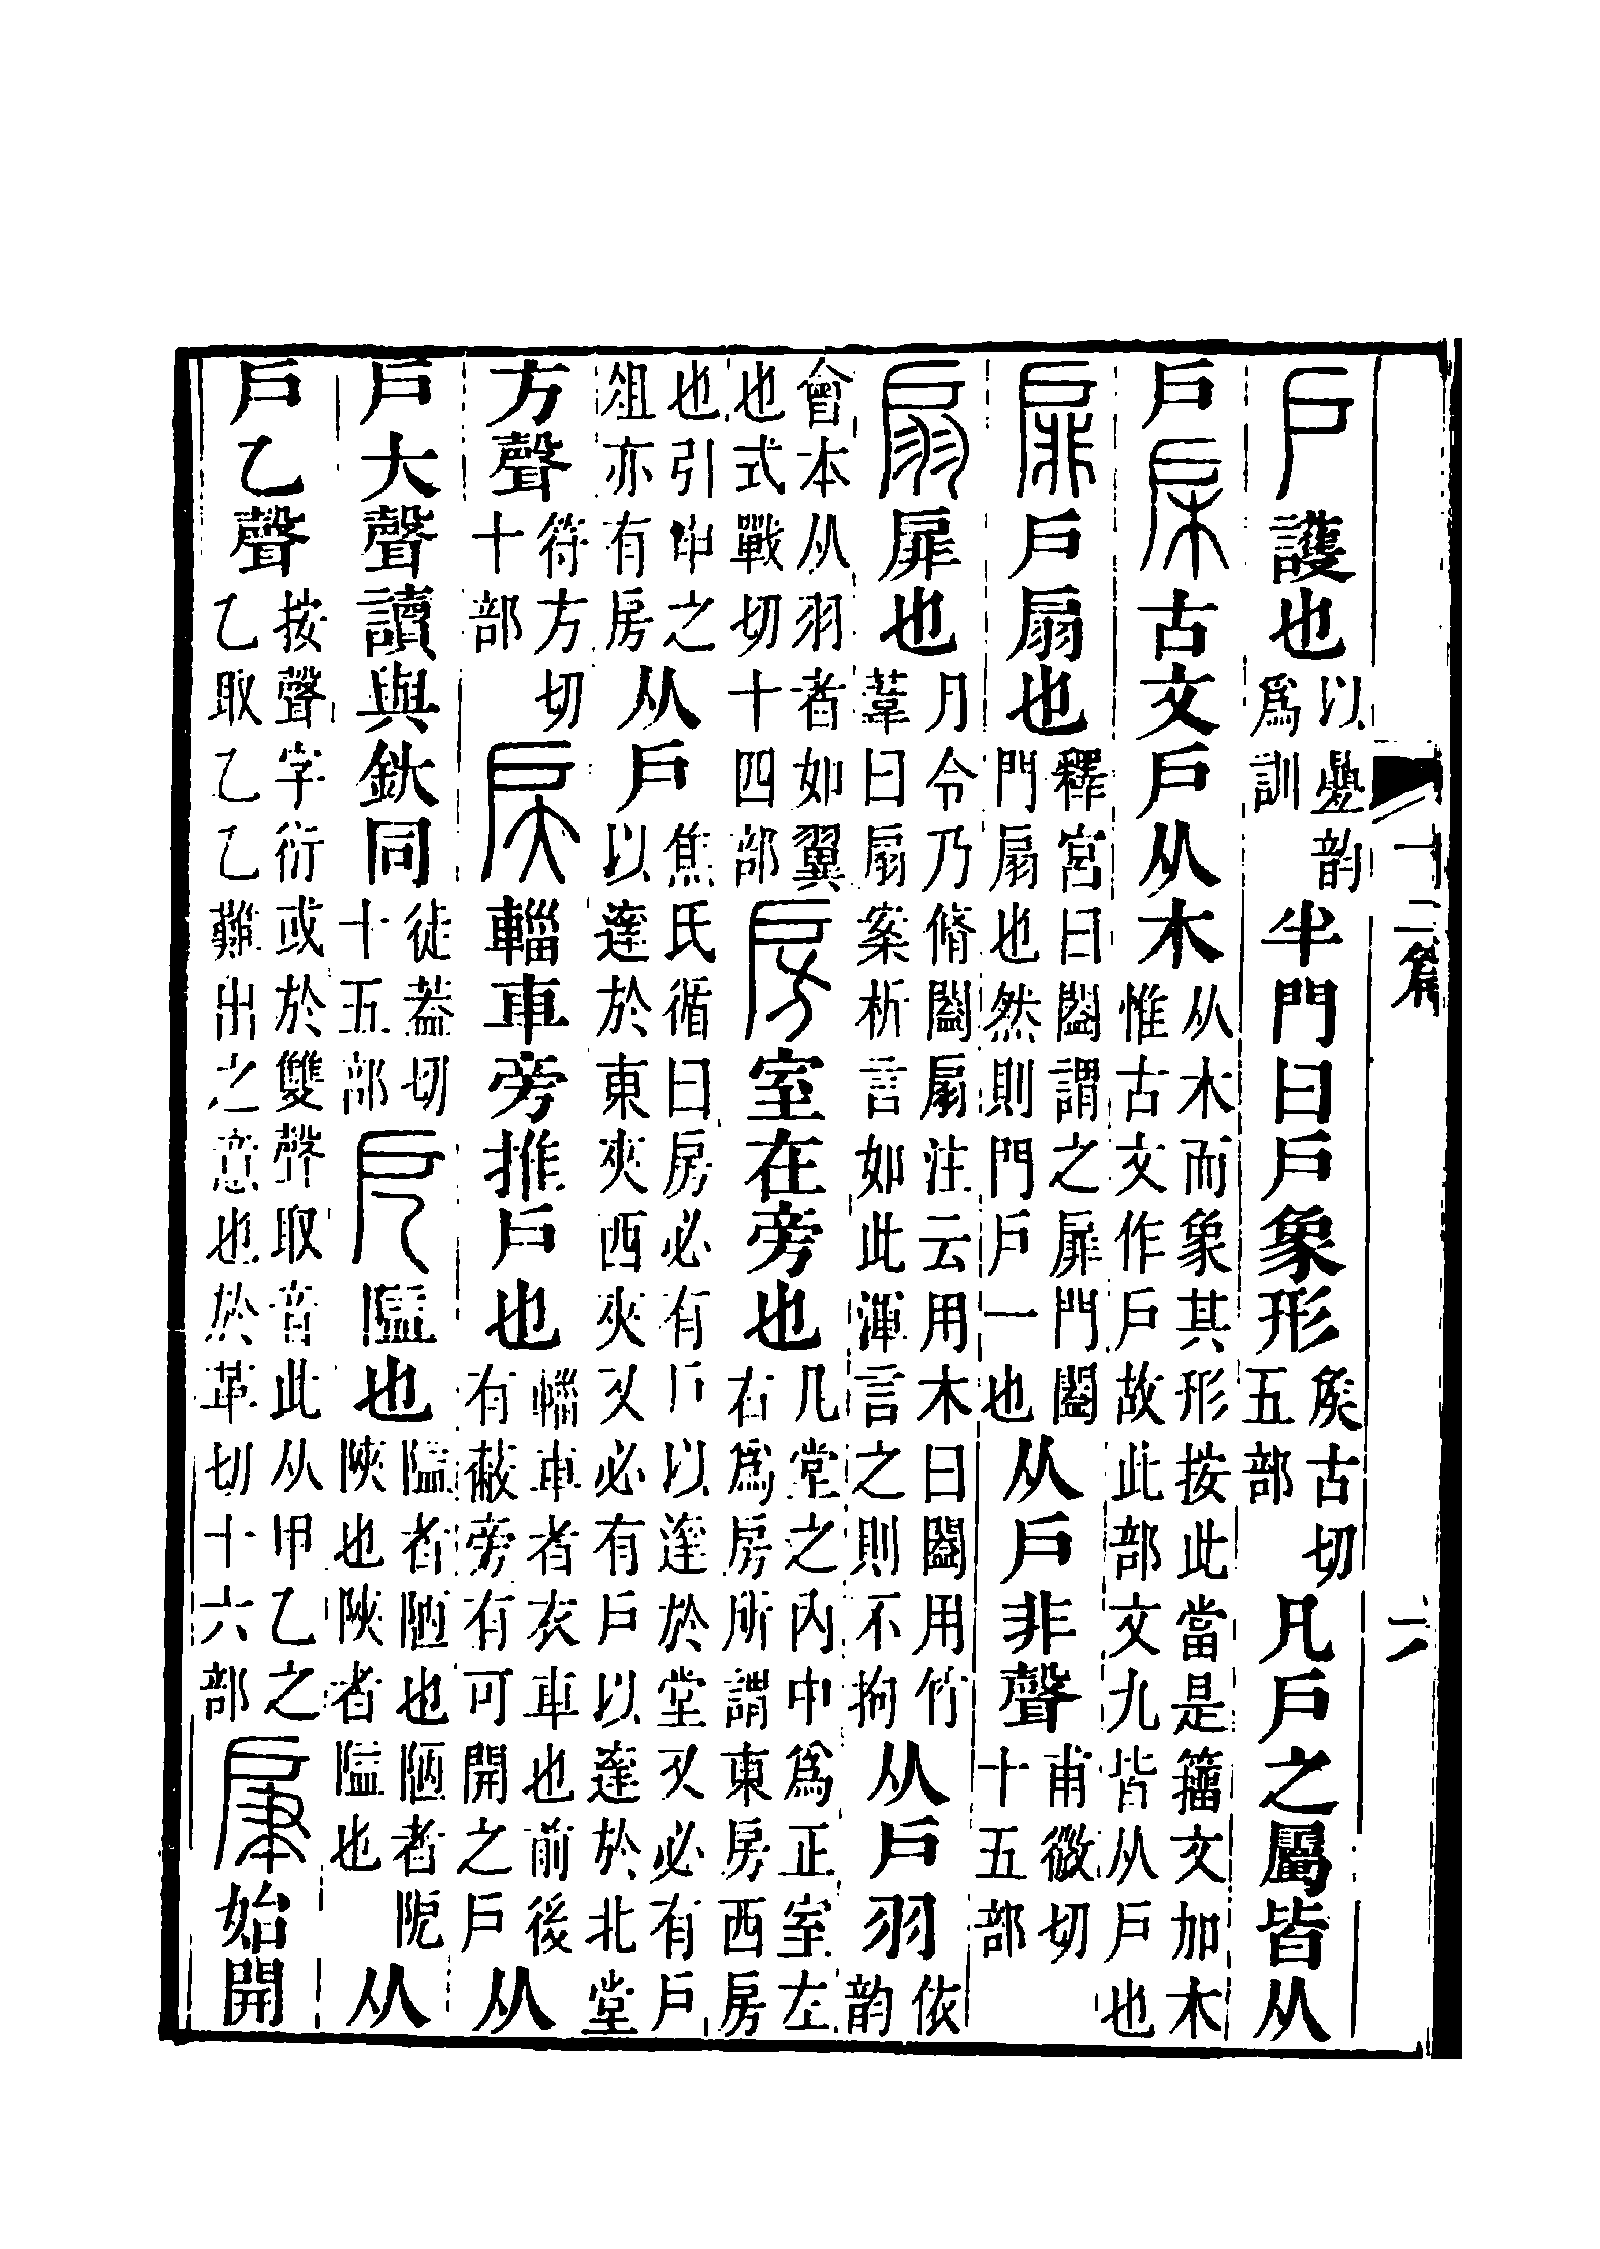 戶護也以疊韵爲訓半門曰戶象形矦古切五部凡戶之屬皆从
戶𢨤古文戶从木从木而象其形按此當是籒文加木惟古文作戶故此部文九皆从戶也
扉戶扇也釋宮曰闔謂之扉門闔門扇也然則門戶一也从戶非聲甫微切十五部
扇扉也月令乃脩闔扇注云用木曰闔用竹葦曰扇案析言如此渾言之則不拘从戶羽依韵
會本从羽者如翼也式戰切十四部房室在旁也凡堂之內中爲正室左右爲房所謂東房西房
也引申之俎亦有房从戶焦氏循曰房必有戶以達於堂又必有戶以達於東夾西夾又必有戶以達於北堂
方聲符方切十部戾輜車旁推戶也輜車者衣車也前後有蔽旁有可開之戶从
戶大聲讀與釱同徒蓋切十五部戹隘也隘者陋也陋者阸陜也陜者隘也从
戶乙聲按聲字衍或於雙聲取音此从甲乙之乙取乙乙難出之意也於革切十六部肁始開
十二篇